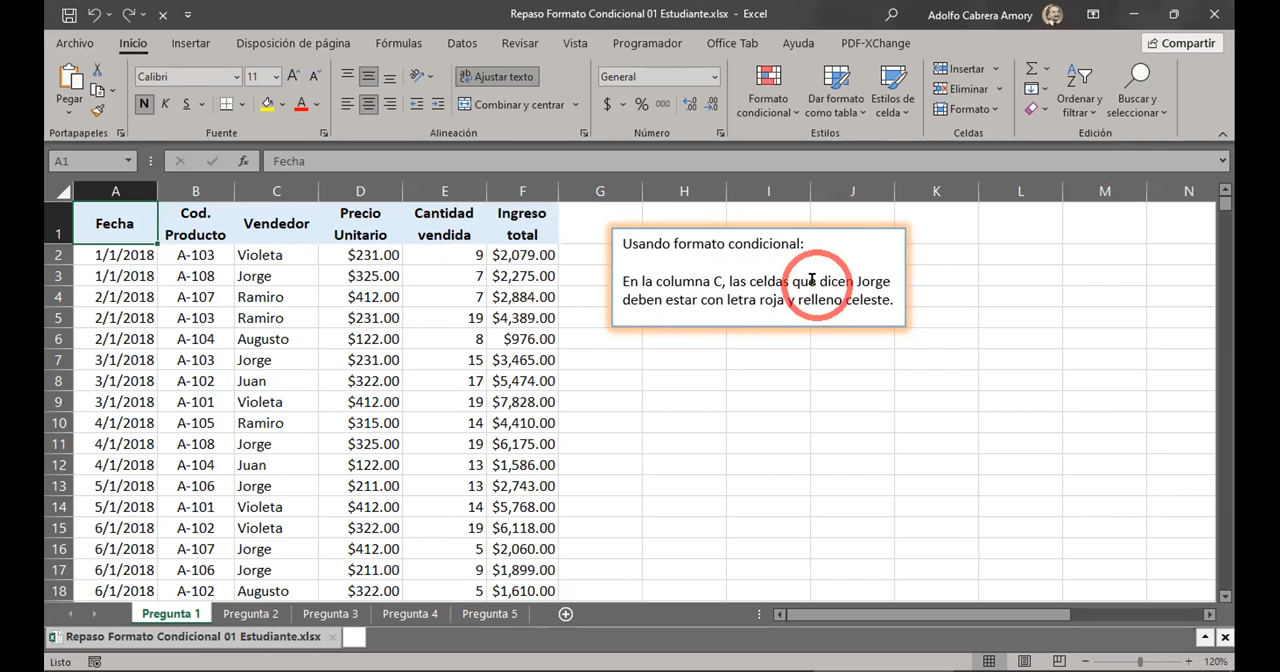 Repaso Formato Condicional 01 Estudiante.xlsx - Excel
Adolfo Cabrera Amory
Archivo Inicio Insertar Disposición de página Fórmulas Datos Revisar Vista Programador Office Tab Ayuda PDF-XChange Compartir
Pegar
Calibri 11
N K S
Ajustar texto
Combinar y centrar
General
$ % 000
Formato condicional
Dar formato como tabla
Estilos de celda
Insertar
Eliminar
Formato
Ordenar y filtrar
Buscar y seleccionar
Portapapeles Fuente Alineación Número Estilos Celdas Edición
A1 fx Fecha
A B C D E F G H I J K L M N
1 Fecha Cod. Producto Vendedor Precio Unitario Cantidad vendida Ingreso total
2 1/1/2018 A-103 Violeta $231.00 9 $2,079.00
3 1/1/2018 A-108 Jorge $325.00 7 $2,275.00
4 2/1/2018 A-107 Ramiro $412.00 7 $2,884.00
5 2/1/2018 A-103 Ramiro $231.00 19 $4,389.00
6 2/1/2018 A-104 Augusto $122.00 8 $976.00
7 3/1/2018 A-103 Jorge $231.00 15 $3,465.00
8 3/1/2018 A-102 Juan $322.00 17 $5,474.00
9 3/1/2018 A-101 Violeta $412.00 19 $7,828.00
10 4/1/2018 A-105 Ramiro $315.00 14 $4,410.00
11 4/1/2018 A-108 Jorge $325.00 19 $6,175.00
12 4/1/2018 A-104 Juan $122.00 13 $1,586.00
13 5/1/2018 A-106 Jorge $211.00 13 $2,743.00
14 5/1/2018 A-101 Violeta $412.00 14 $5,768.00
15 6/1/2018 A-102 Violeta $322.00 19 $6,118.00
16 6/1/2018 A-107 Jorge $412.00 5 $2,060.00
17 6/1/2018 A-106 Jorge $211.00 9 $1,899.00
18 6/1/2018 A-102 Augusto $322.00 5 $1,610.00
Usando formato condicional:
En la columna C, las celdas que dicen Jorge
deben estar con letra roja y relleno celeste.
Pregunta 1 Pregunta 2 Pregunta 3 Pregunta 4 Pregunta 5
Repaso Formato Condicional 01 Estudiante.xlsx
Listo 120%